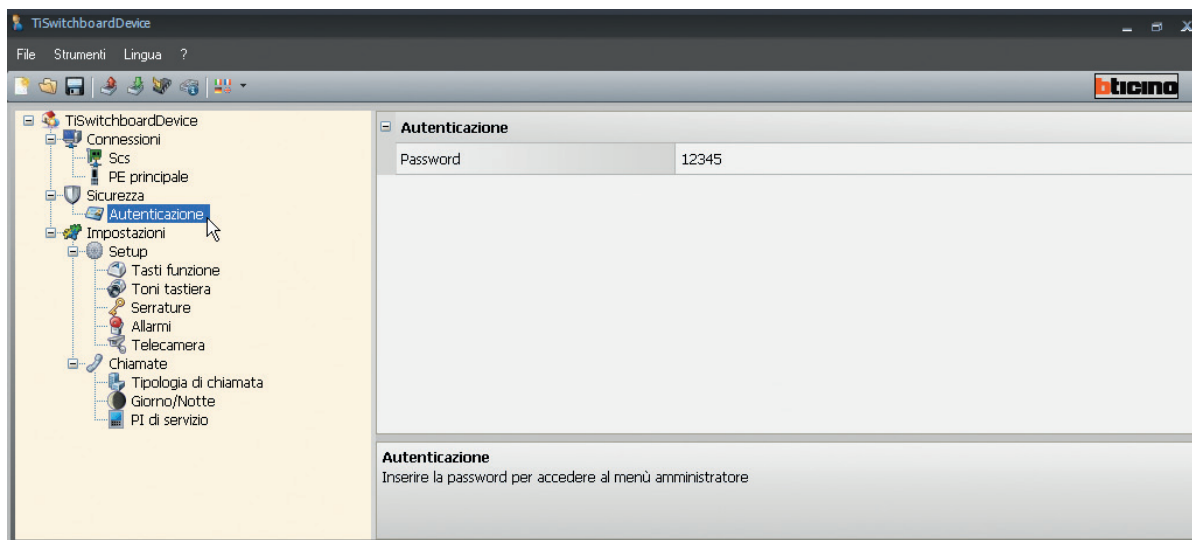 TiSwitchboardDevice
File Strumenti Lingua ?
bticino
TiSwitchboardDevice
Connessioni
Scs
PE principale
Sicurezza
Autenticazione
Impostazioni
Setup
Tasti funzione
Toni tastiera
Serrature
Allarmi
Telecamera
Chiamate
Tipologia di chiamata
Giorno/Notte
PI di servizio
Autenticazione
Password 12345
Autenticazione
Inserire la password per accedere al menù amministratore